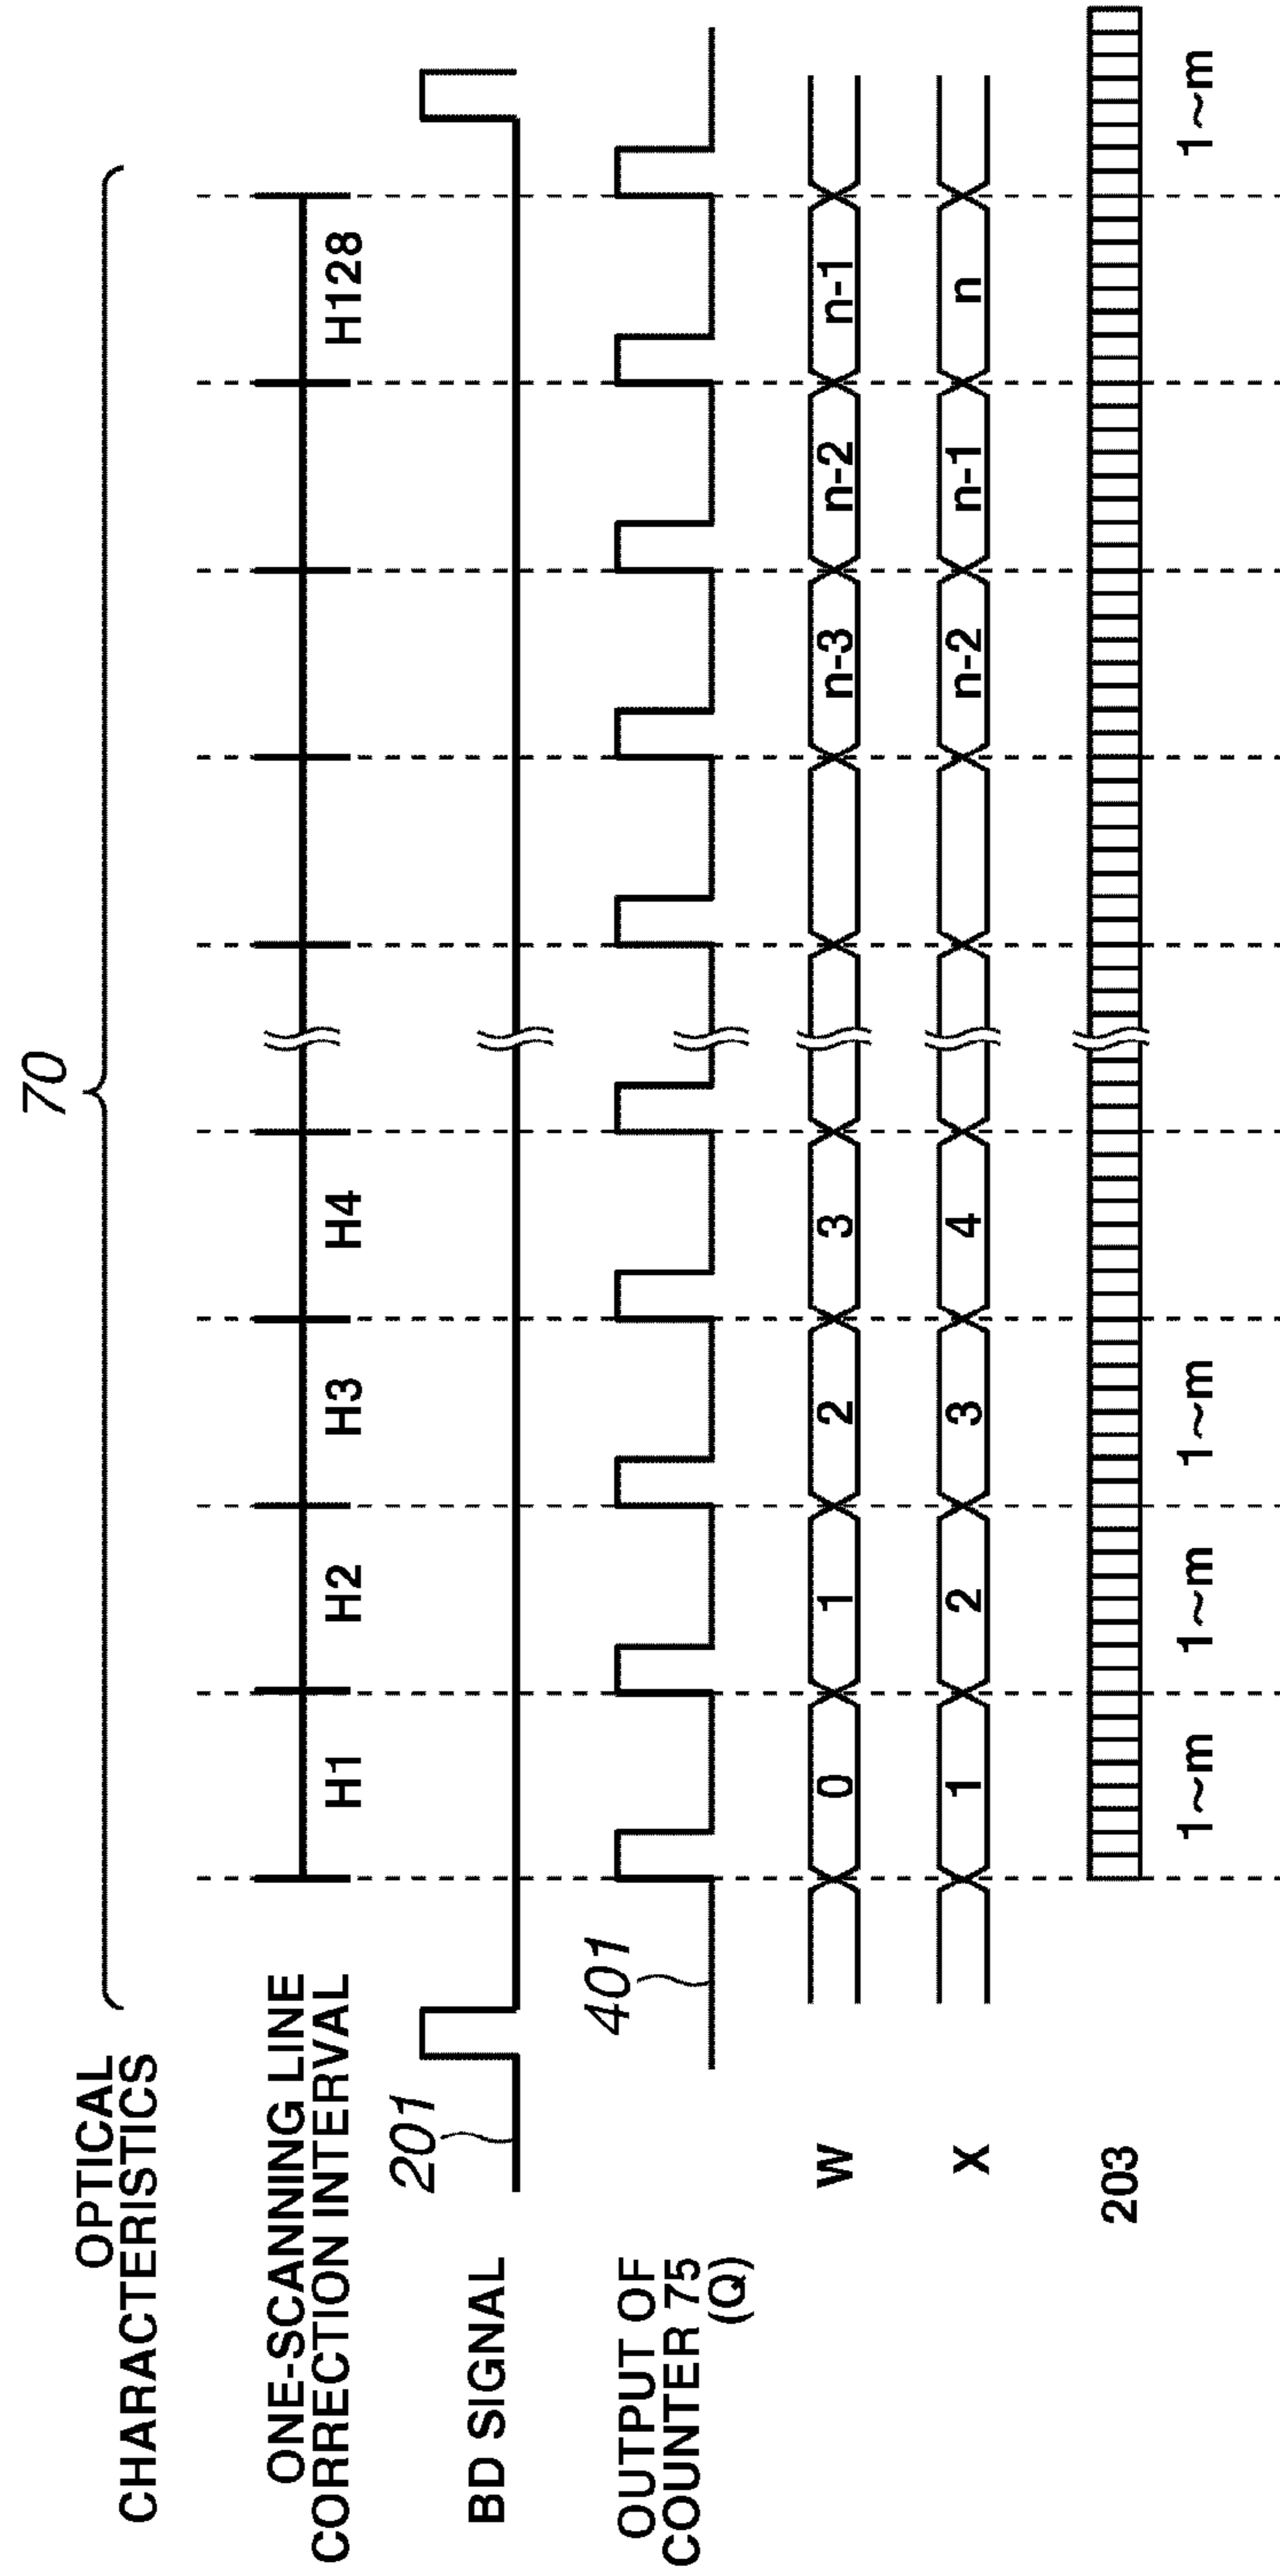 70
OPTICAL
CHARACTERISTICS
ONE-SCANNING LINE
CORRECTION INTERVAL
H1 H2 H3 H4 H128
201
BD SIGNAL
401
OUTPUT OF
COUNTER 75
(Q)
W 0 1 2 3 n-3 n-2 n-1
X 1 2 3 4 n-2 n-1 n
203
1~m 1~m 1~m 1~m